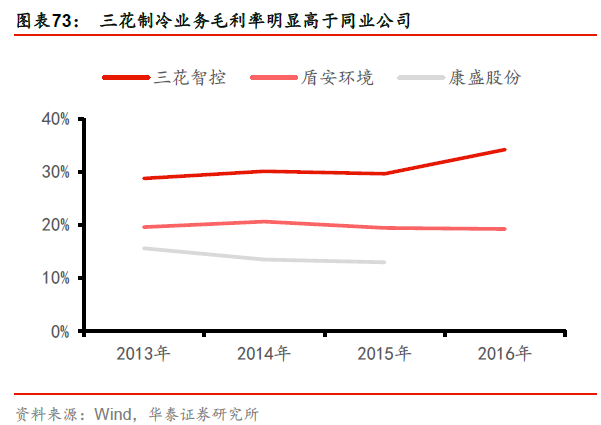 图表73： 三花制冷业务毛利率明显高于同业公司
三花智控 盾安环境 康盛股份
40%
30%
20%
10%
0%
2013年 2014年 2015年 2016年
资料来源：Wind，华泰证券研究所